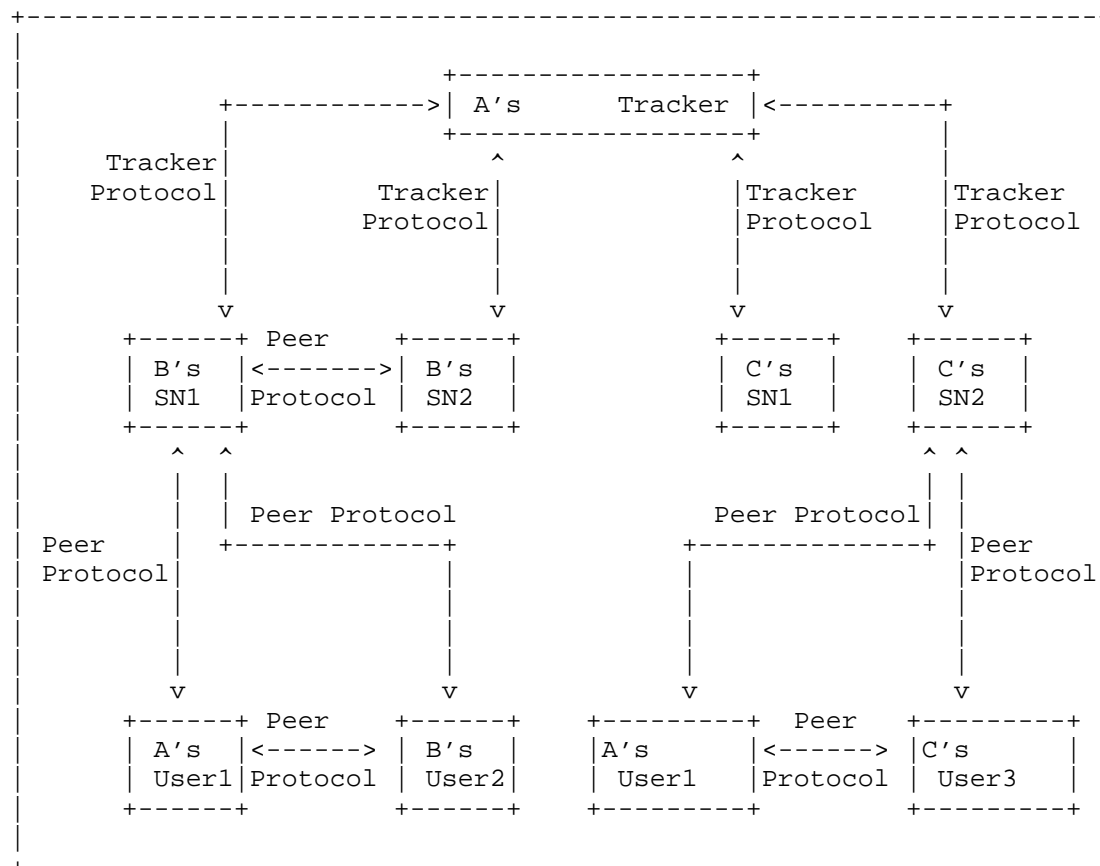 A's Tracker
Tracker
Protocol
Tracker
Protocol
Tracker
Protocol
Tracker
Protocol
Peer
B's
SN1
Protocol
B's
SN2
C's
SN1
C's
SN2
Peer Protocol
Peer Protocol
Peer
Protocol
Peer
Protocol
Peer
Peer
A's
User1
Protocol
B's
User2
A's
User1
Protocol
C's
User3